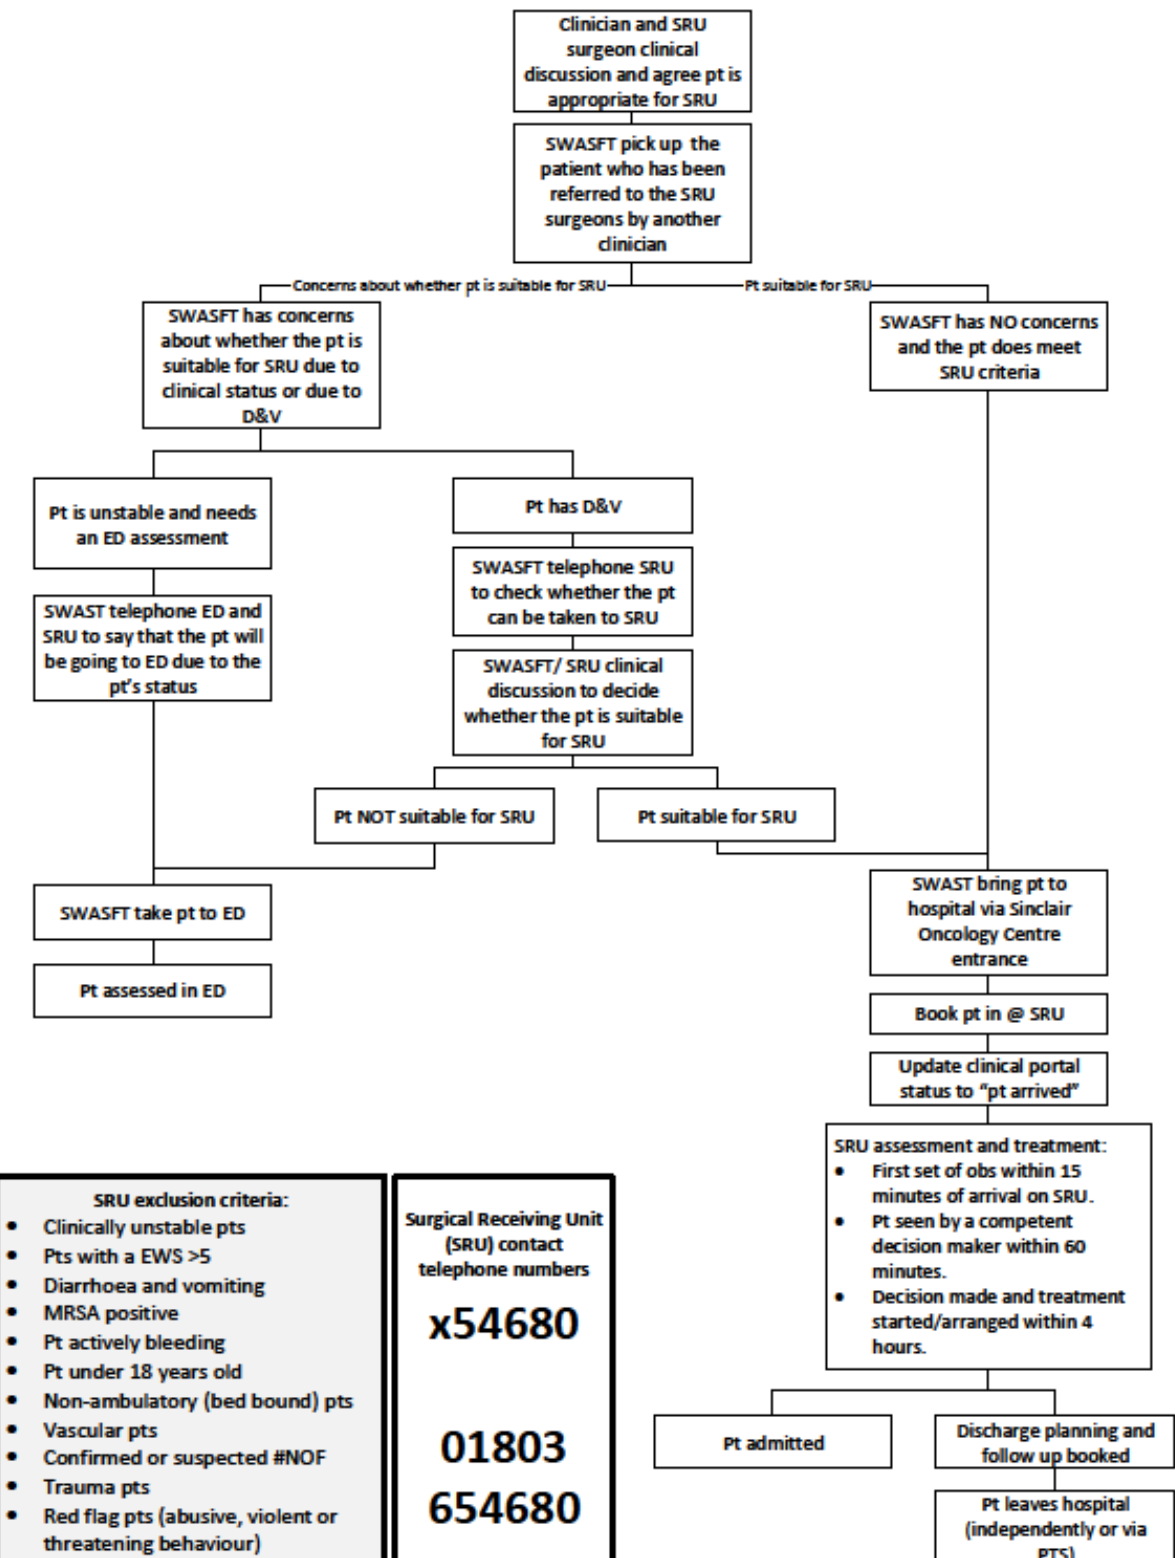 Clinician and SRU
surgeon clinical
discussion and agree pt is
appropriate for SRU
SWASFT pick up the
patient who has been
referred to the SRU
surgeons by another
clinician
Concerns about whether pt is suitable for SRU
Pt suitable for SRU
SWASFT has concerns
about whether the pt is
suitable for SRU due to
clinical status or due to
D&V
SWASFT has NO concerns
and the pt does meet
SRU criteria
Pt is unstable and needs
an ED assessment
Pt has D&V
SWASFT telephone SRU
to check whether the pt
can be taken to SRU
SWAST telephone ED and
SRU to say that the pt will
be going to ED due to the
pt's status
SWASFT/ SRU clinical
discussion to decide
whether the pt is suitable
for SRU
Pt NOT suitable for SRU
Pt suitable for SRU
SWASFT take pt to ED
Pt assessed in ED
SWAST bring pt to
hospital via Sinclair
Oncology Centre
entrance
Book pt in @ SRU
Update clinical portal
status to "pt arrived"
SRU assessment and treatment:
• First set of obs within 15
minutes of arrival on SRU.
• Pt seen by a competent
decision maker within 60
minutes.
• Decision made and treatment
started/arranged within 4
hours.
Pt admitted
Discharge planning and
follow up booked
Pt leaves hospital
(independently or via
PTS)
SRU exclusion criteria:
• Clinically unstable pts
• Pts with a EWS >5
• Diarrhoea and vomiting
• MRSA positive
• Pt actively bleeding
• Pt under 18 years old
• Non-ambulatory (bed bound) pts
• Vascular pts
• Confirmed or suspected #NOF
• Trauma pts
• Red flag pts (abusive, violent or
threatening behaviour)
Surgical Receiving Unit
(SRU) contact
telephone numbers
x54680
01803
654680